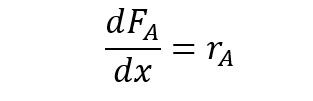 dF_A/dx = r_A